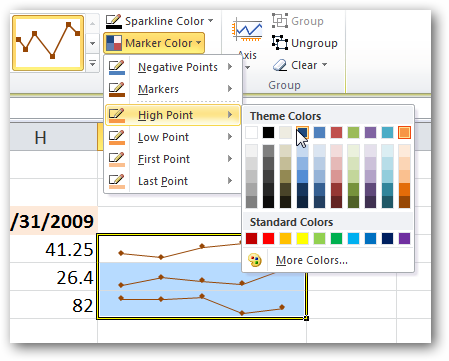 Sparkline Color
Marker Color
Axis
Group
Ungroup
Clear
Group
Negative Points
Markers
High Point
Low Point
First Point
Last Point
Theme Colors
Standard Colors
More Colors...
H
/31/2009
41.25
26.4
82